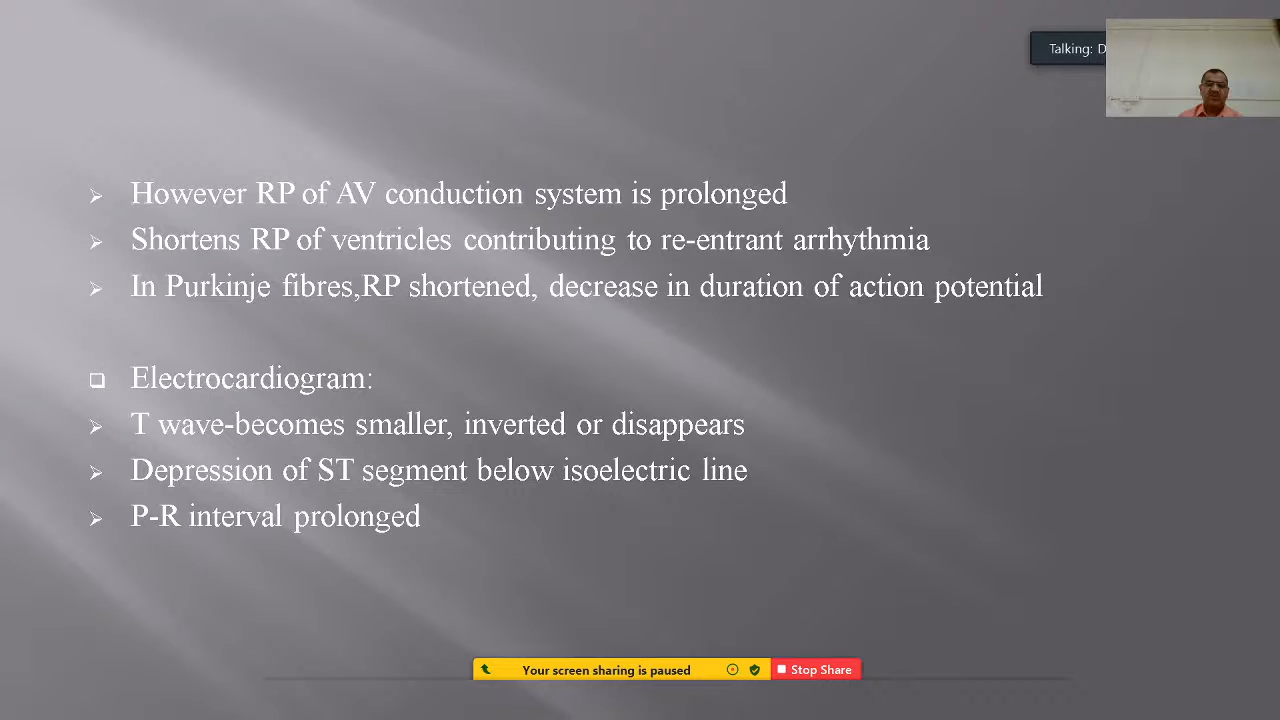 Talking: D
However RP of AV conduction system is prolonged
Shortens RP of ventricles contributing to re-entrant arrhythmia
In Purkinje fibres,RP shortened, decrease in duration of action potential
Electrocardiogram:
T wave-becomes smaller, inverted or disappears
Depression of ST segment below isoelectric line
P-R interval prolonged
Your screen sharing is paused
Stop Share